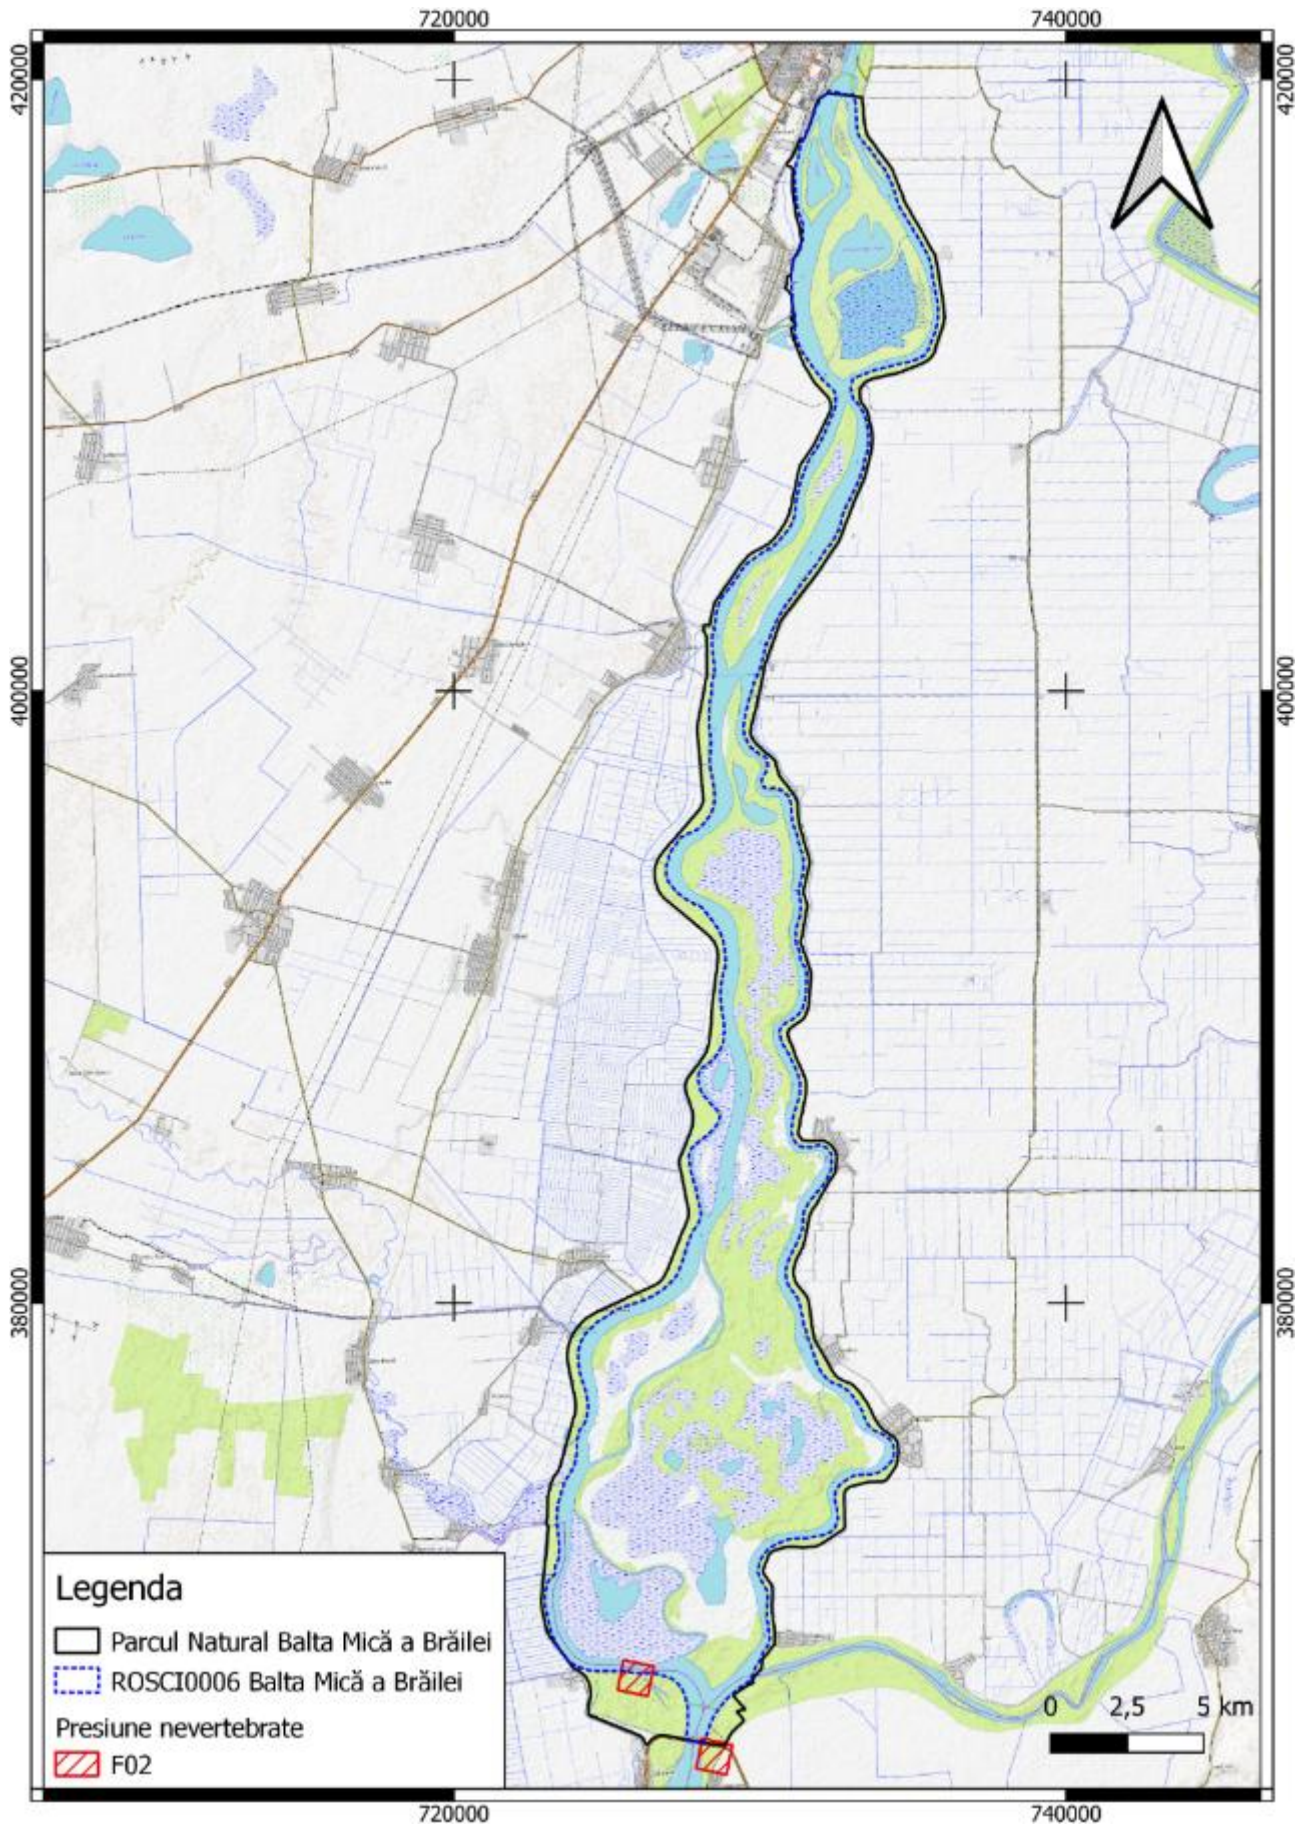 720000 740000
420000 420000
400000 400000
380000 380000
Legenda
Parcul Natural Balta Mică a Brăilei
ROSCI0006 Balta Mică a Brăilei
Presiune nevertebrate
F02
0 2,5 5 km
720000 740000